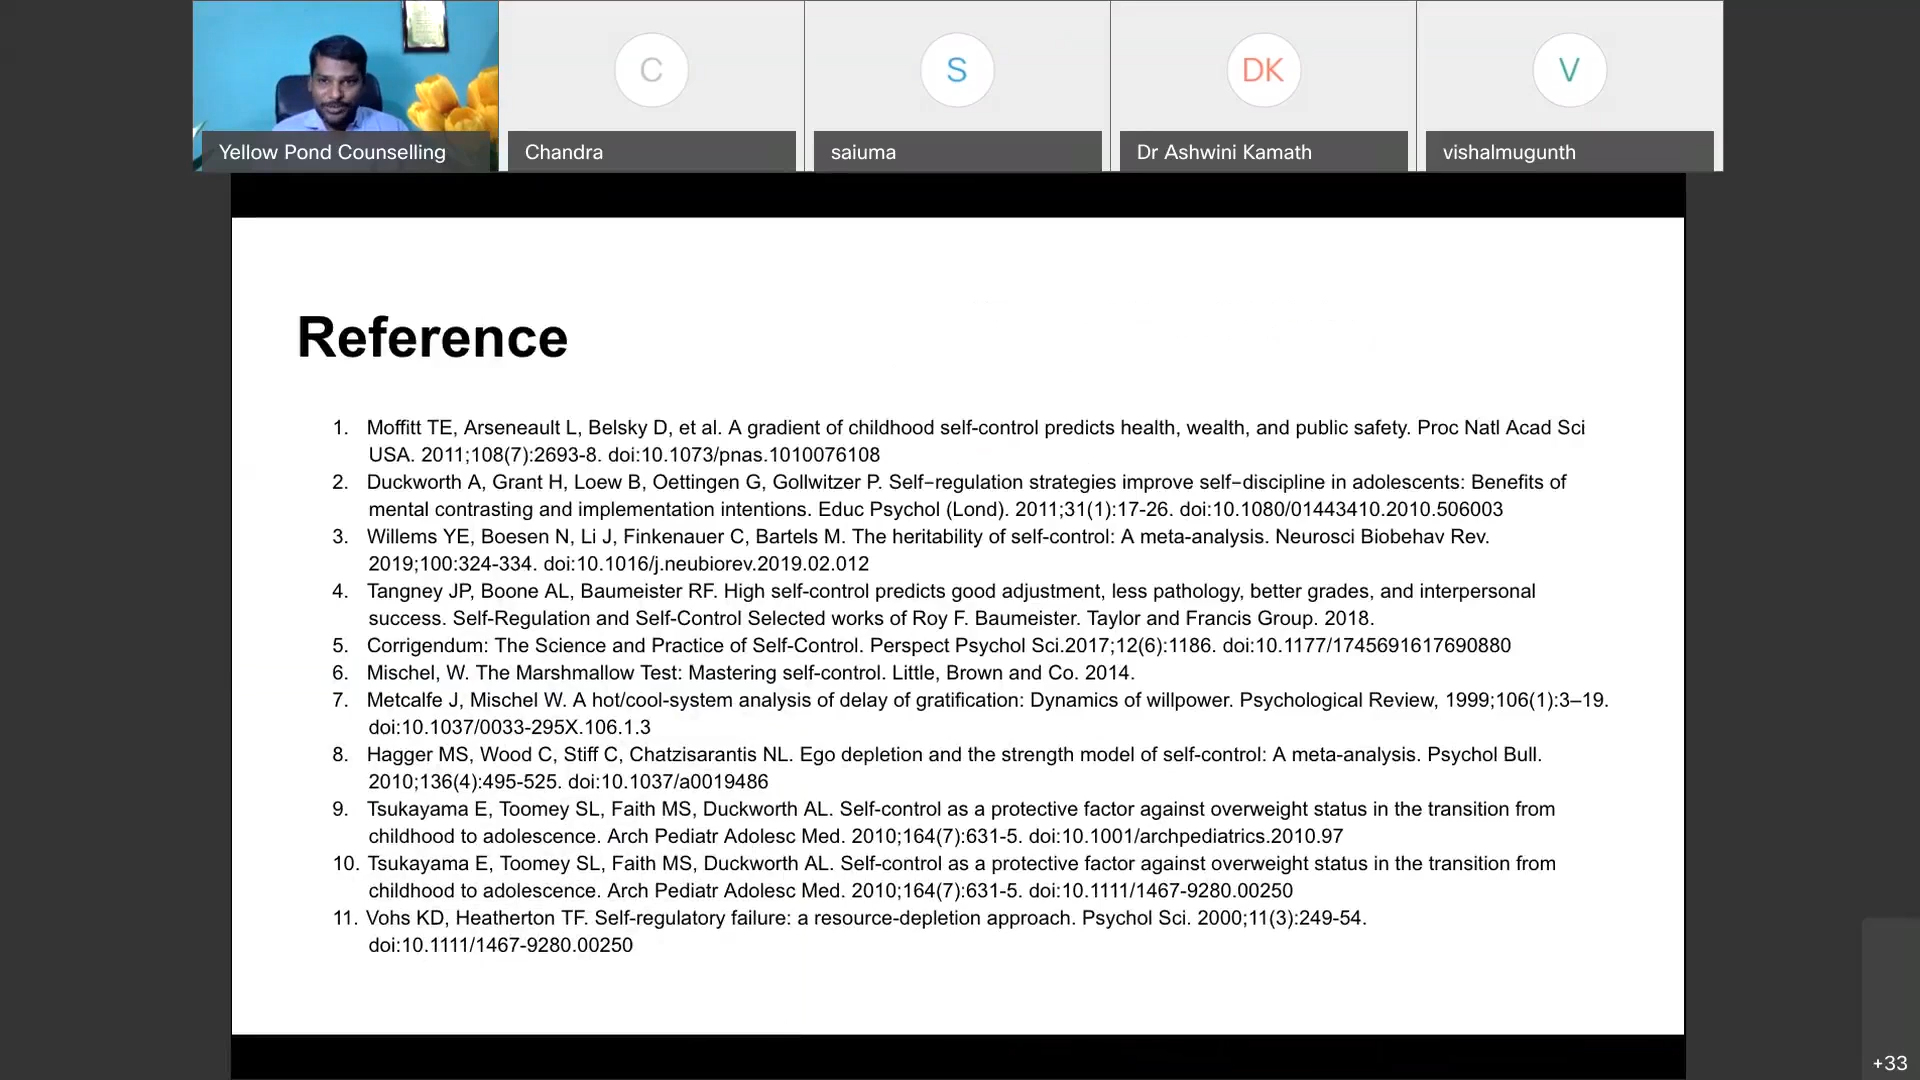 C
S
DK
V
Yellow Pond Counselling
Chandra
saiuma
Dr Ashwini Kamath
vishalmugunth
Reference
1. Moffitt TE, Arseneault L, Belsky D, et al. A gradient of childhood self-control predicts health, wealth, and public safety. Proc Natl Acad Sci
USA. 2011;108(7):2693-8. doi:10.1073/pnas.1010076108
2. Duckworth A, Grant H, Loew B, Oettingen G, Gollwitzer P. Self‐regulation strategies improve self‐discipline in adolescents: Benefits of
mental contrasting and implementation intentions. Educ Psychol (Lond). 2011;31(1):17-26. doi:10.1080/01443410.2010.506003
3. Willems YE, Boesen N, Li J, Finkenauer C, Bartels M. The heritability of self-control: A meta-analysis. Neurosci Biobehav Rev.
2019;100:324-334. doi:10.1016/j.neubiorev.2019.02.012
4. Tangney JP, Boone AL, Baumeister RF. High self-control predicts good adjustment, less pathology, better grades, and interpersonal
success. Self-Regulation and Self-Control Selected works of Roy F. Baumeister. Taylor and Francis Group. 2018.
5. Corrigendum: The Science and Practice of Self-Control. Perspect Psychol Sci.2017;12(6):1186. doi:10.1177/1745691617690880
6. Mischel, W. The Marshmallow Test: Mastering self-control. Little, Brown and Co. 2014.
7. Metcalfe J, Mischel W. A hot/cool-system analysis of delay of gratification: Dynamics of willpower. Psychological Review, 1999;106(1):3–19.
doi:10.1037/0033-295X.106.1.3
8. Hagger MS, Wood C, Stiff C, Chatzisarantis NL. Ego depletion and the strength model of self-control: A meta-analysis. Psychol Bull.
2010;136(4):495-525. doi:10.1037/a0019486
9. Tsukayama E, Toomey SL, Faith MS, Duckworth AL. Self-control as a protective factor against overweight status in the transition from
childhood to adolescence. Arch Pediatr Adolesc Med. 2010;164(7):631-5. doi:10.1001/archpediatrics.2010.97
10. Tsukayama E, Toomey SL, Faith MS, Duckworth AL. Self-control as a protective factor against overweight status in the transition from
childhood to adolescence. Arch Pediatr Adolesc Med. 2010;164(7):631-5. doi:10.1111/1467-9280.00250
11. Vohs KD, Heatherton TF. Self-regulatory failure: a resource-depletion approach. Psychol Sci. 2000;11(3):249-54.
doi:10.1111/1467-9280.00250
+33